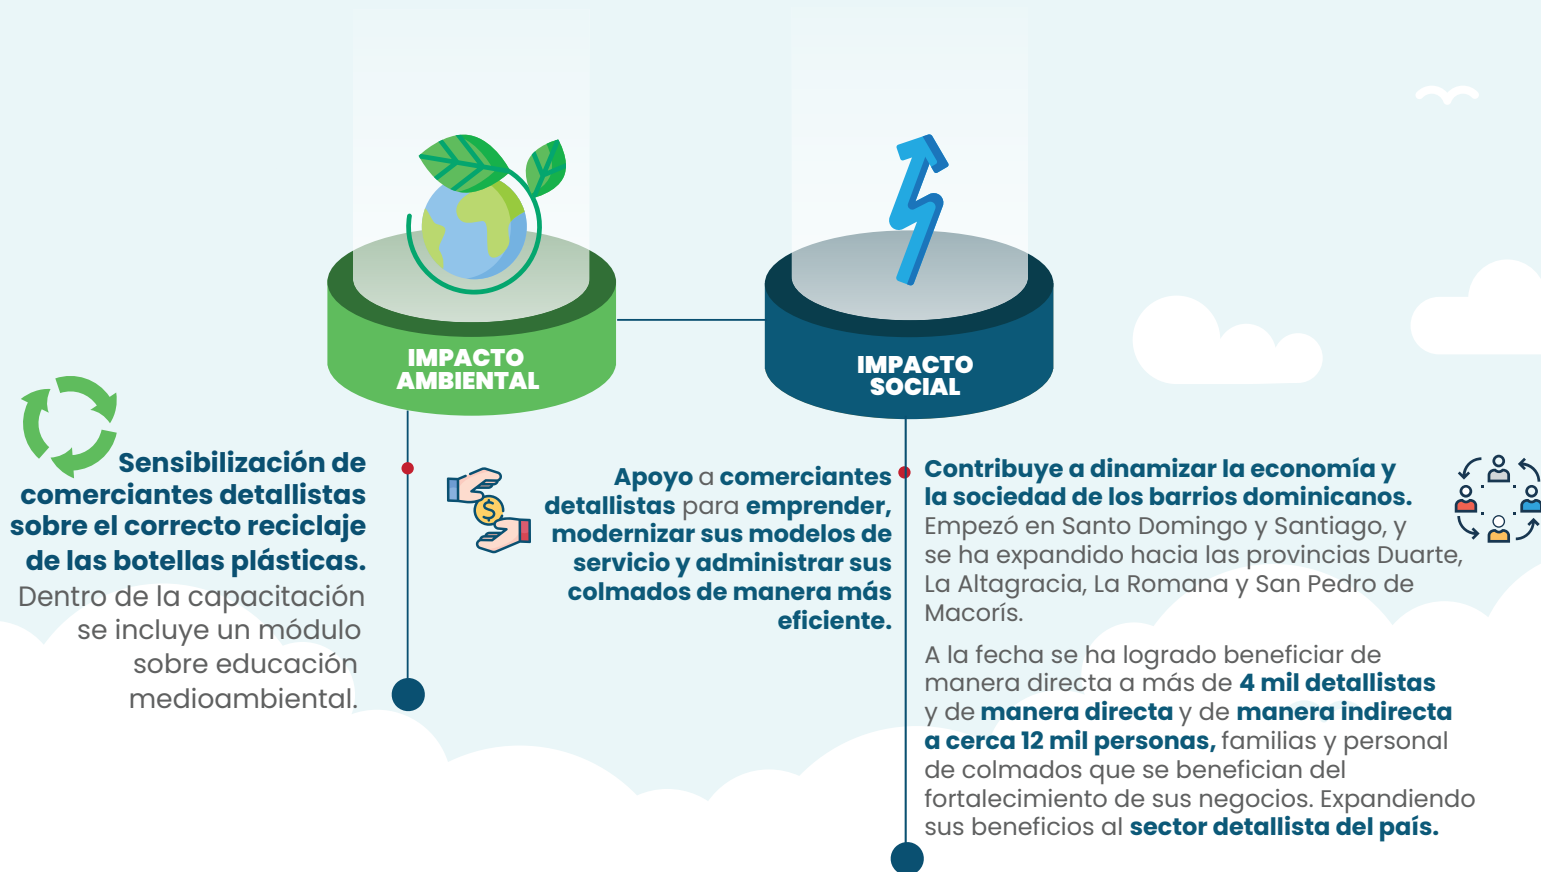 IMPACTO
AMBIENTAL
Sensibilización de
comerciantes detallistas
sobre el correcto reciclaje
de las botellas plásticas.
Dentro de la capacitación
se incluye un módulo
sobre educación
medioambiental.
IMPACTO
SOCIAL
Apoyo a comerciantes
detallistas para emprender,
modernizar sus modelos de
servicio y administrar sus
colmados de manera más
eficiente.
Contribuye a dinamizar la economía y
la sociedad de los barrios dominicanos.
Empezó en Santo Domingo y Santiago, y
se ha expandido hacia las provincias Duarte,
La Altagracia, La Romana y San Pedro de
Macorís.
A la fecha se ha logrado beneficiar de
manera directa a más de 4 mil detallistas
y de manera directa y de manera indirecta
a cerca 12 mil personas, familias y personal
de colmados que se benefician del
fortalecimiento de sus negocios. Expandiendo
sus beneficios al sector detallista del país.